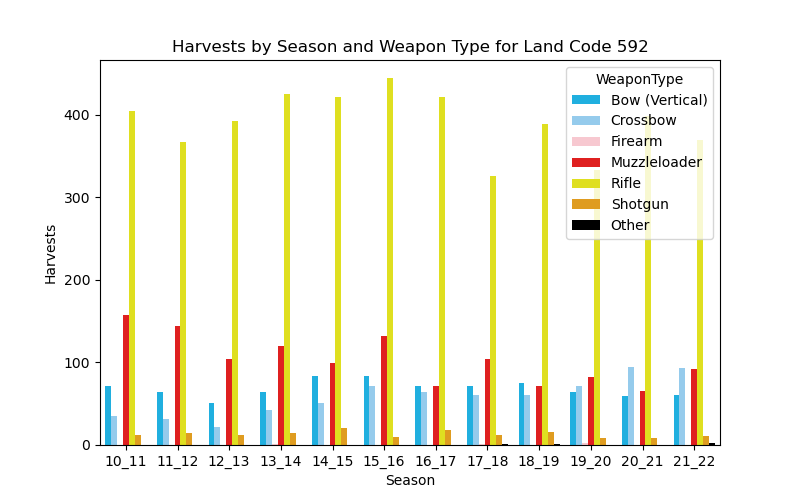 Harvests by Season and Weapon Type for Land Code 592
WeaponType
Bow (Vertical)
Crossbow
Firearm
Muzzleloader
Rifle
Shotgun
Other
Harvests
400
300
200
100
0
10_11 11_12 12_13 13_14 14_15 15_16 16_17 17_18 18_19 19_20 20_21 21_22
Season